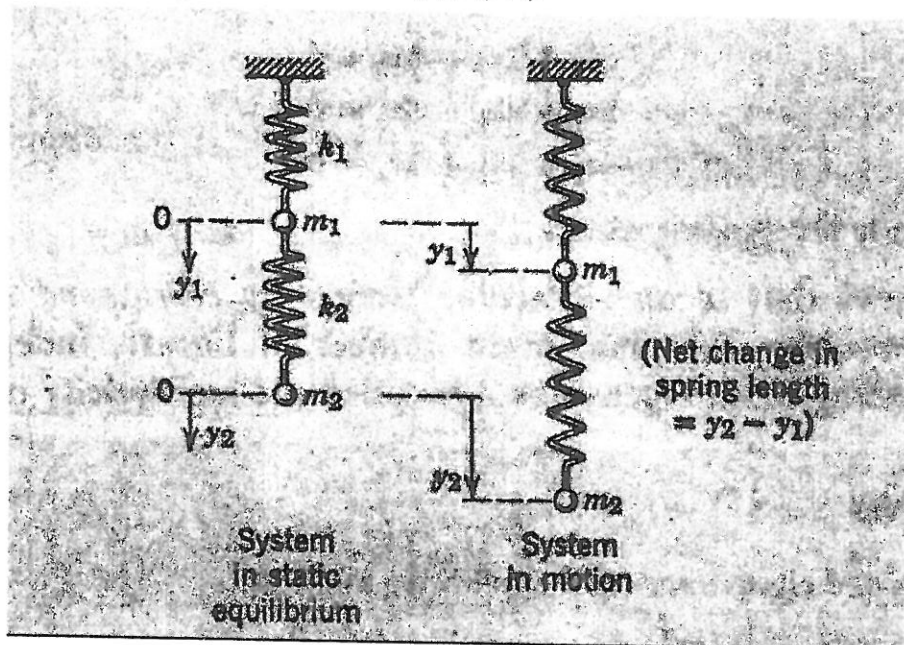 k₁
0
m₁
y₁
y₁
m₁
k₂
(Net change in
spring length
= y₂ − y₁)
0
m₂
y₂
y₂
m₂
System
in static
equilibrium
System
in motion